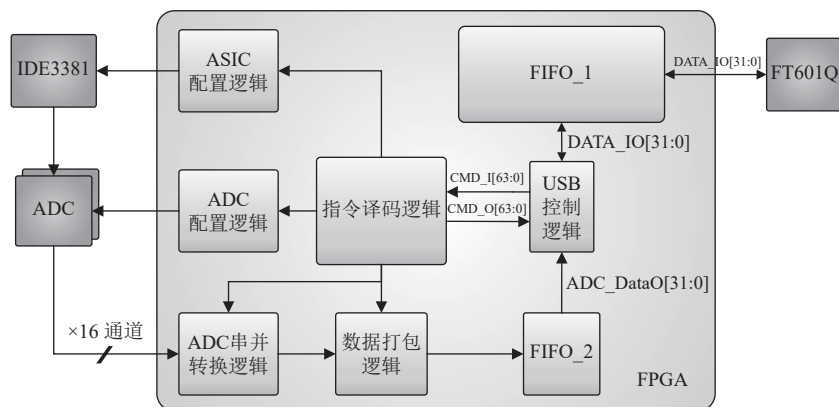 IDE3381
ASIC
配置逻辑
FIFO_1
DATA_IO[31:0]
FT601Q
DATA_IO[31:0]
ADC
ADC
配置逻辑
指令译码逻辑
CMD_I[63:0]
CMD_O[63:0]
USB
控制
逻辑
ADC_DataO[31:0]
×16 通道
ADC串并
转换逻辑
数据打包
逻辑
FIFO_2
FPGA